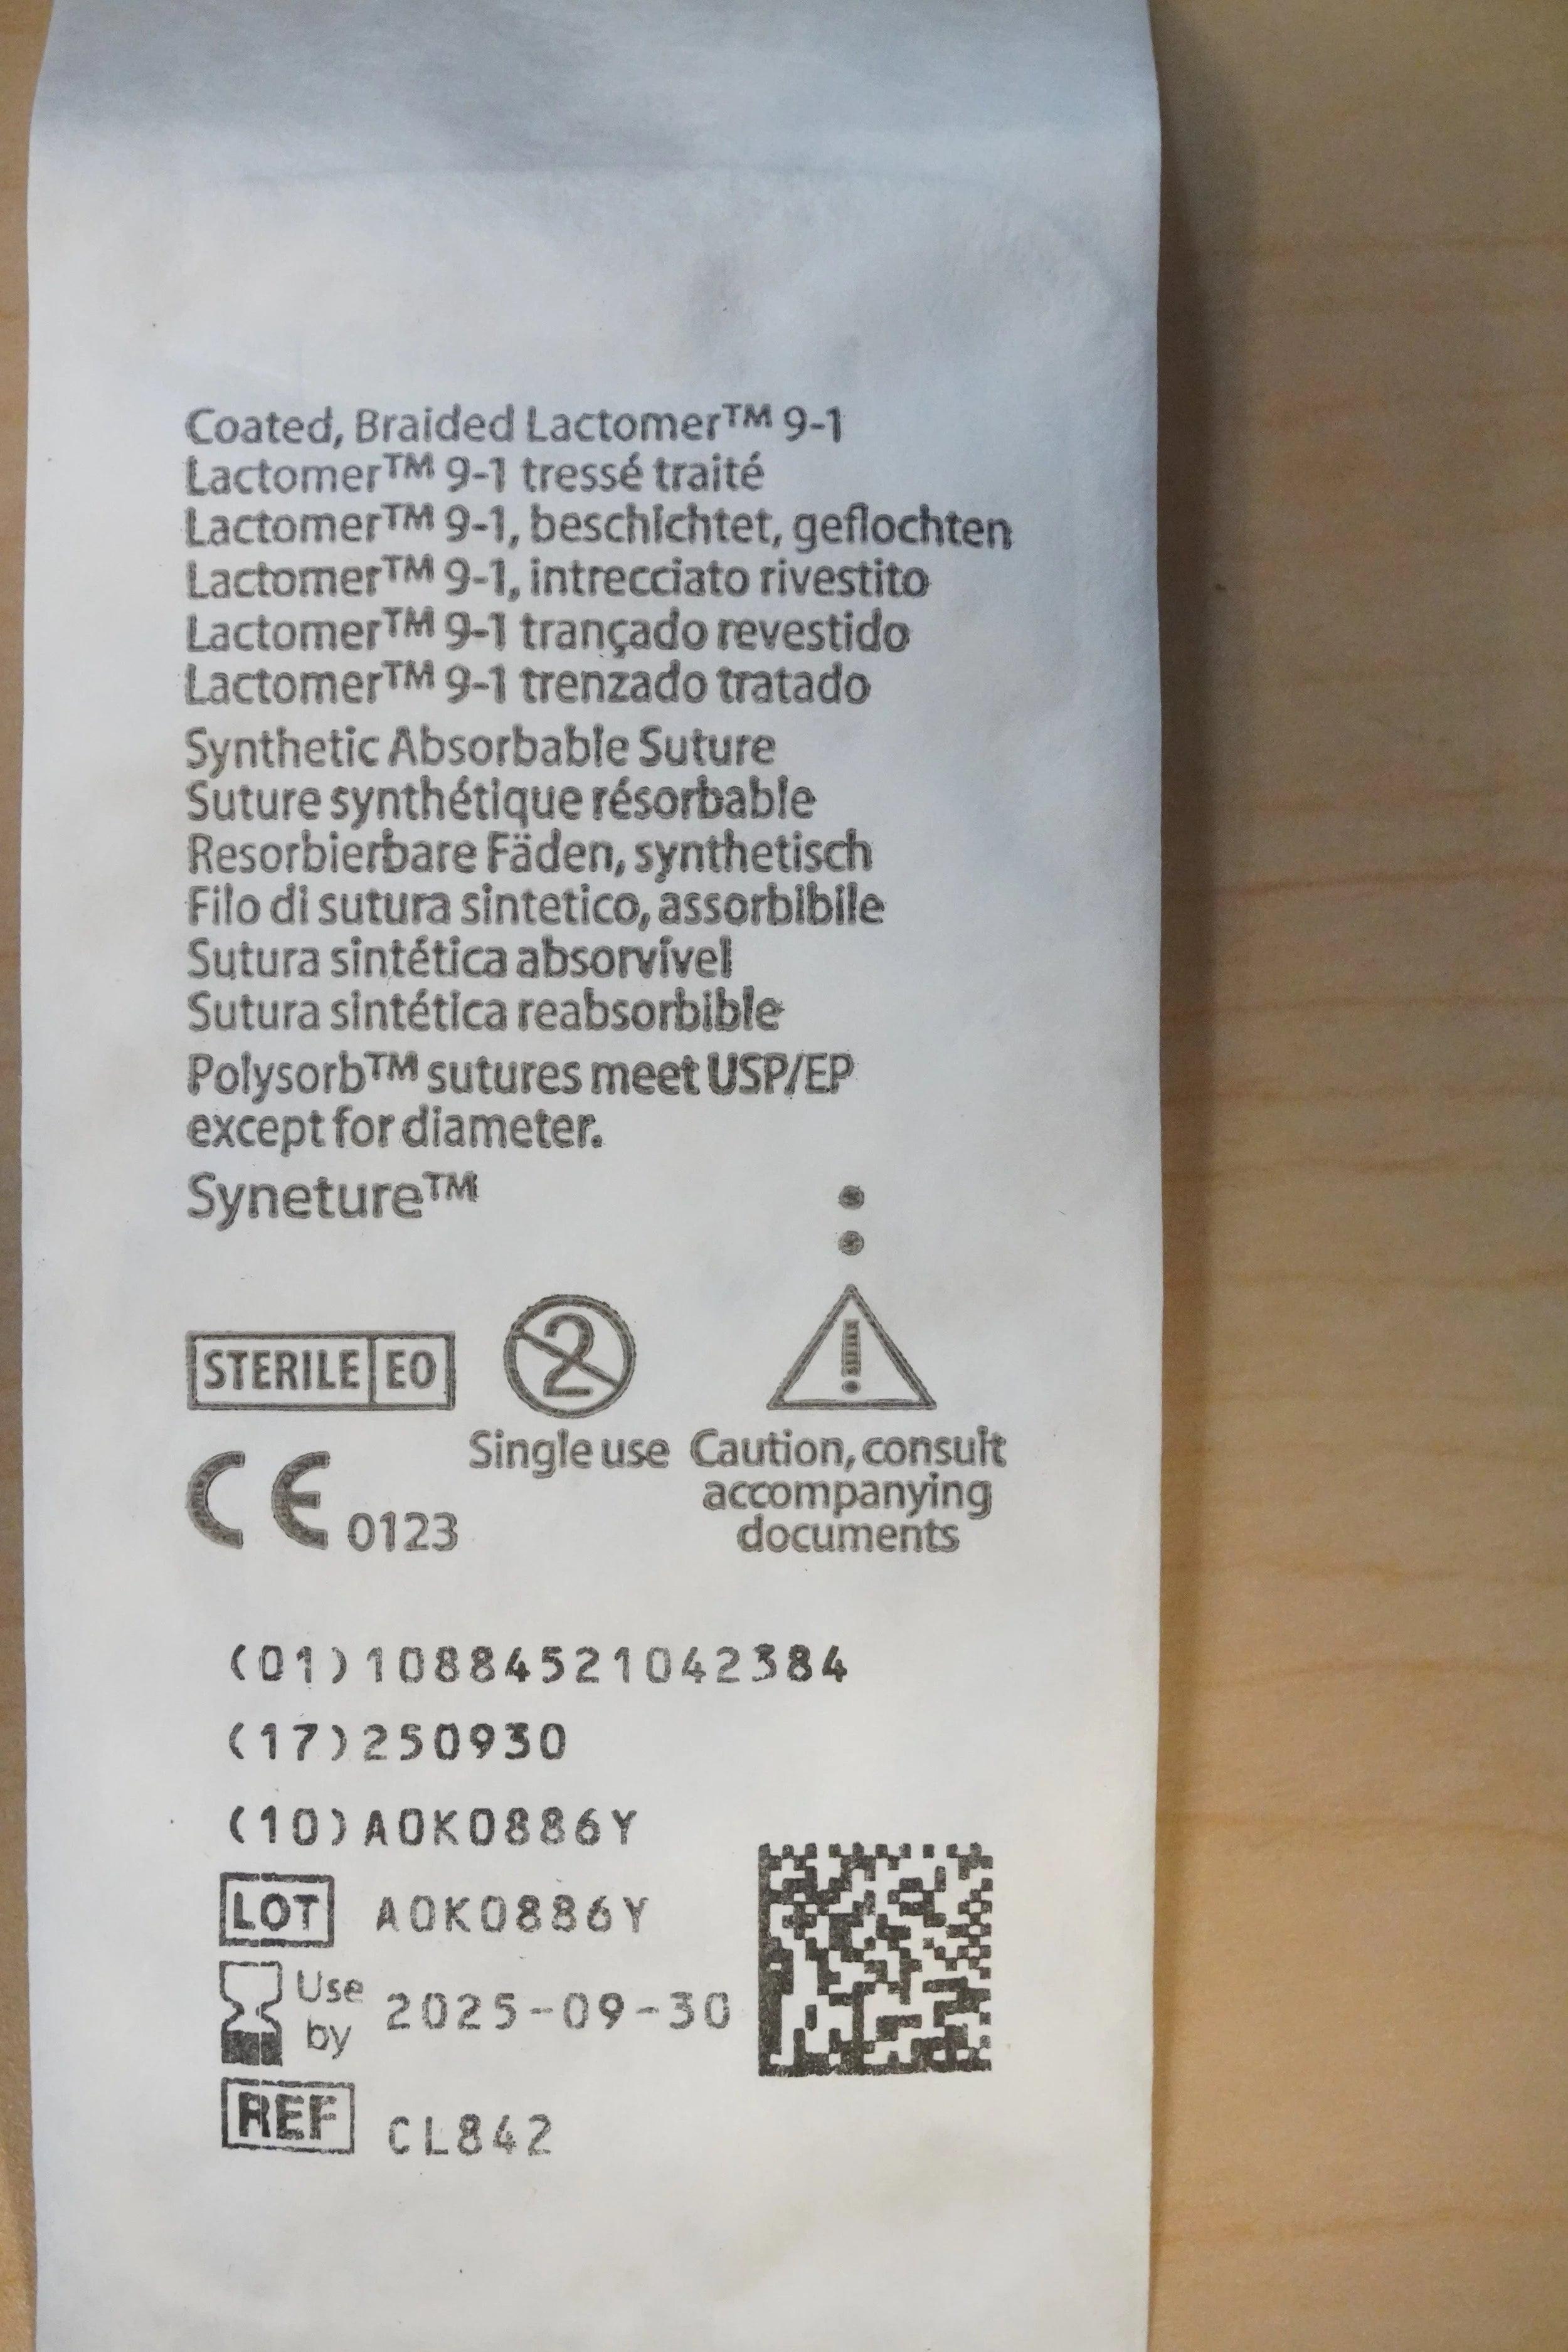 Coated, Braided Lactomer™ 9-1
Lactomer™ 9-1 tressé traité
Lactomer™ 9-1, beschichtet, geflochten
Lactomer™ 9-1, intrecciato rivestito
Lactomer™ 9-1 trançado revestido
Lactomer™ 9-1 trenzado tratado
Synthetic Absorbable Suture
Suture synthétique résorbable
Resorbierbare Fäden, synthetisch
Filo di sutura sintetico, assorbibile
Sutura sintética absorvível
Sutura sintética reabsorbible
Polysorb™ sutures meet USP/EP
except for diameter.
Syneture™
STERILE EO
2
Single use
!
Caution, consult
accompanying
documents
CE 0123
(01)10884521042384
(17)250930
(10)A0K0886Y
LOT A0K0886Y
Use by 2025-09-30
REF CL842